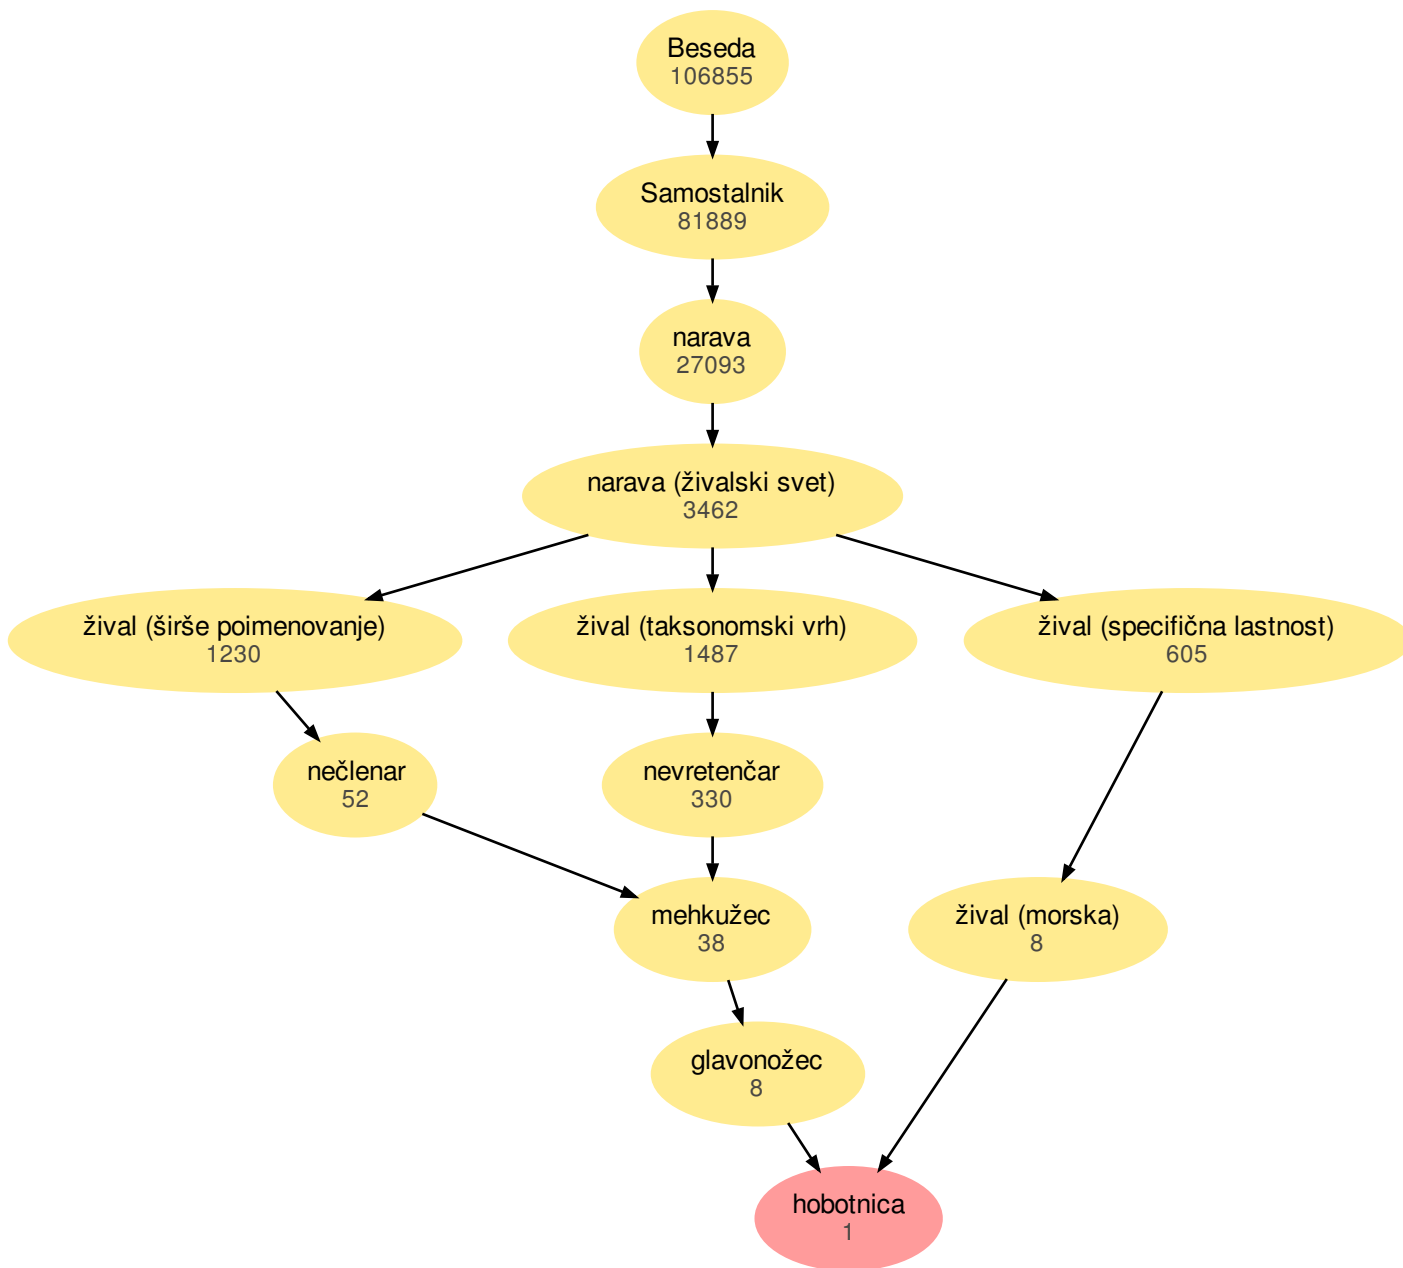 Beseda
106855
Samostalnik
81889
narava
27093
narava (živalski svet)
3462
žival (širše poimenovanje)
1230
žival (taksonomski vrh)
1487
žival (specifična lastnost)
605
nečlenar
52
nevretenčar
330
mehkužec
38
žival (morska)
8
glavonožec
8
hobotnica
1